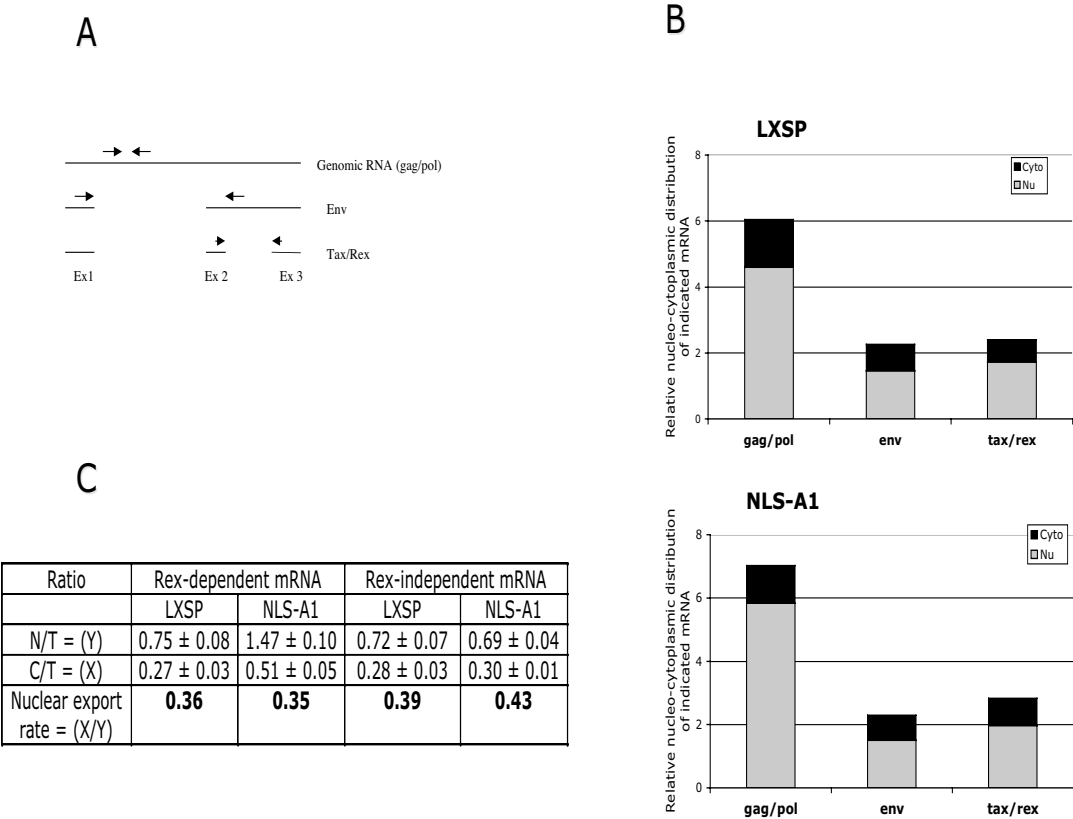 A
Genomic RNA (gag/pol)
Env
Tax/Rex
Ex1 Ex 2 Ex 3
B
LXSP
Relative nucleo-cytoplasmic distribution
of indicated mRNA
8
6
4
2
0
Cyto
Nu
gag/pol env tax/rex
NLS-A1
Relative nucleo-cytoplasmic distribution
of indicated mRNA
8
6
4
2
0
Cyto
Nu
gag/pol env tax/rex
C
Ratio Rex-dependent mRNA Rex-independent mRNA
LXSP NLS-A1 LXSP NLS-A1
N/T = (Y) 0.75 ± 0.08 1.47 ± 0.10 0.72 ± 0.07 0.69 ± 0.04
C/T = (X) 0.27 ± 0.03 0.51 ± 0.05 0.28 ± 0.03 0.30 ± 0.01
Nuclear export 0.36 0.35 0.39 0.43
rate = (X/Y)